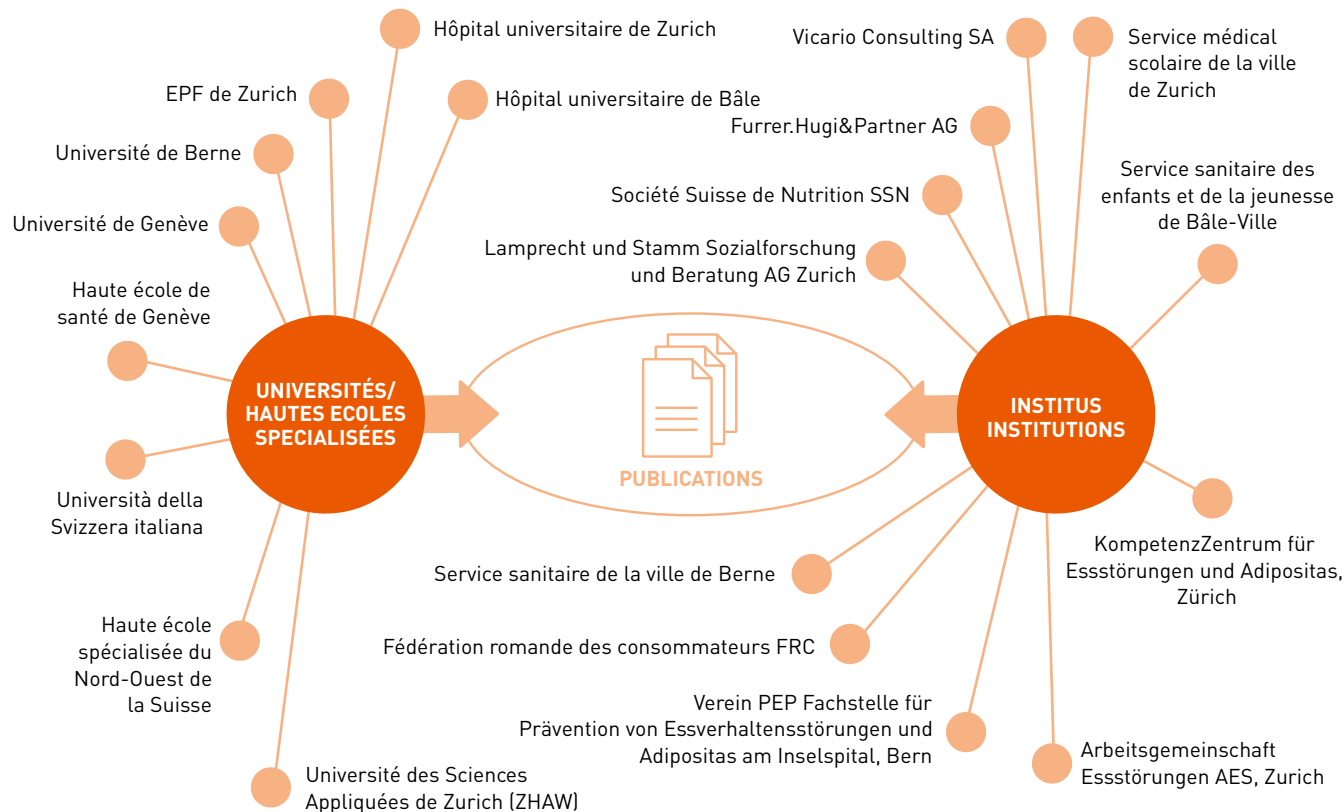 Hôpital universitaire de Zurich
EPF de Zurich
Hôpital universitaire de Bâle
Université de Berne
Université de Genève
Haute école de
santé de Genève
UNIVERSITÉS/
HAUTES ECOLES
SPECIALISÉES
Università della
Svizzera italiana
Haute école
spécialisée du
Nord-Ouest de
la Suisse
Université des Sciences
Appliquées de Zurich (ZHAW)
PUBLICATIONS
Vicario Consulting SA
Service médical
scolaire de la ville
de Zurich
Furrer.Hugi&Partner AG
Société Suisse de Nutrition SSN
Service sanitaire des
enfants et de la jeunesse
de Bâle-Ville
Lamprecht und Stamm Sozialforschung
und Beratung AG Zurich
INSTITUS
INSTITUTIONS
KompetenzZentrum für
Essstörungen und Adipositas,
Zürich
Service sanitaire de la ville de Berne
Fédération romande des consommateurs FRC
Verein PEP Fachstelle für
Prävention von Essverhaltensstörungen und
Adipositas am Inselspital, Bern
Arbeitsgemeinschaft
Essstörungen AES, Zurich